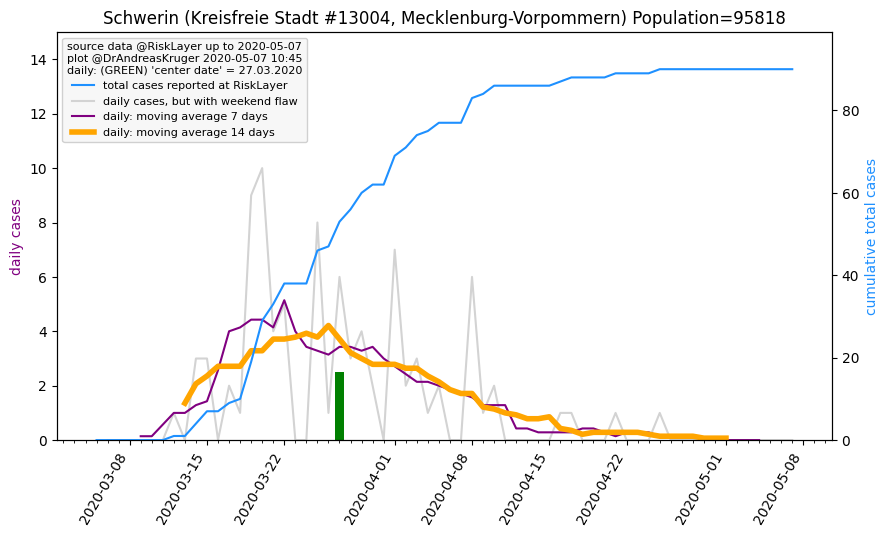 Schwerin (Kreisfreie Stadt #13004, Mecklenburg-Vorpommern) Population=95818
source data @RiskLayer up to 2020-05-07
plot @DrAndreasKruger 2020-05-07 10:45
daily: (GREEN) 'center date' = 27.03.2020
total cases reported at RiskLayer
daily cases, but with weekend flaw
daily: moving average 7 days
daily: moving average 14 days
daily cases
14
12
10
8
6
4
2
0
cumulative total cases
80
60
40
20
0
2020-03-08
2020-03-15
2020-03-22
2020-04-01
2020-04-08
2020-04-15
2020-04-22
2020-05-01
2020-05-08